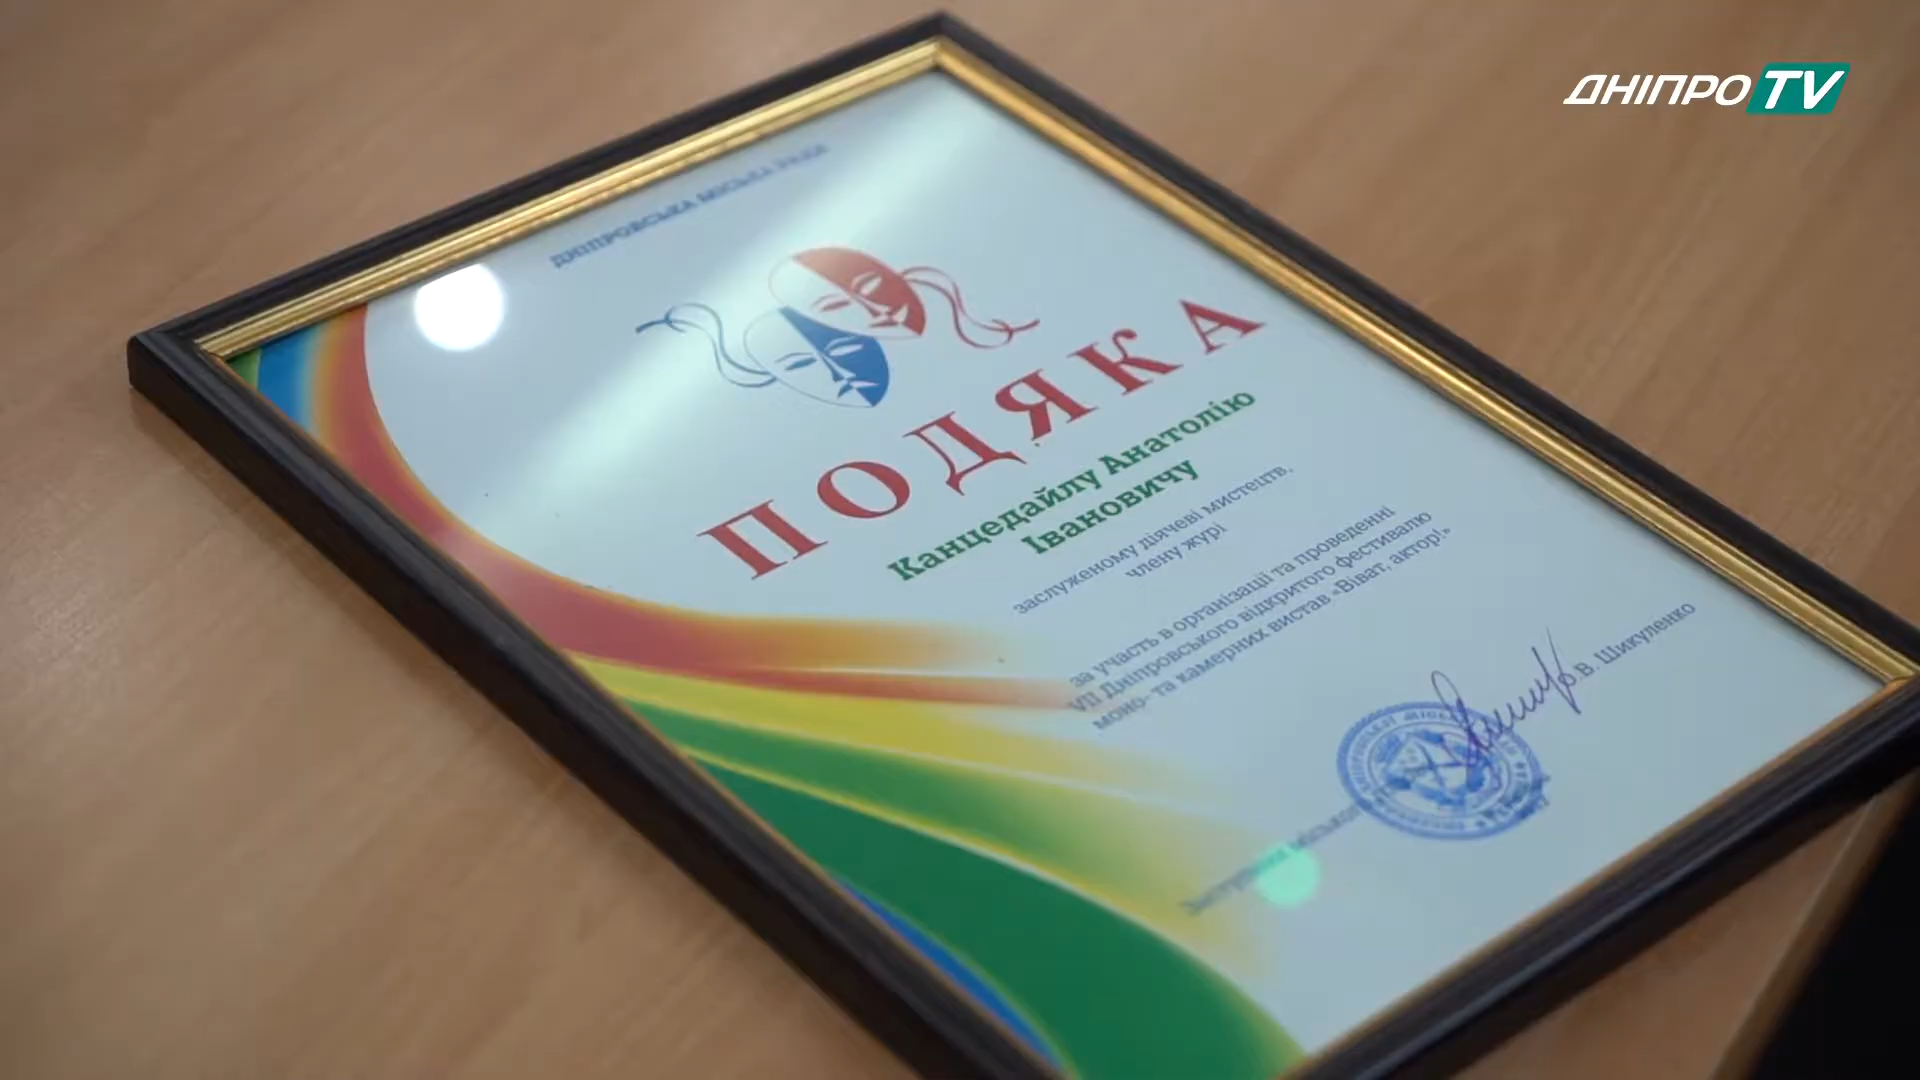 ДНІПРО TV
ДНІПРОВСЬКА МІСЬКА РАДА
ПОДЯКА
Канцедайлу Анатолію
Івановичу
заслуженому діячеві мистецтв,
члену журі
за участь в організації та проведенні
VII Дніпровського відкритого фестивалю
моно- та камерних вистав «Віват, актор!»
В. Шикуленко